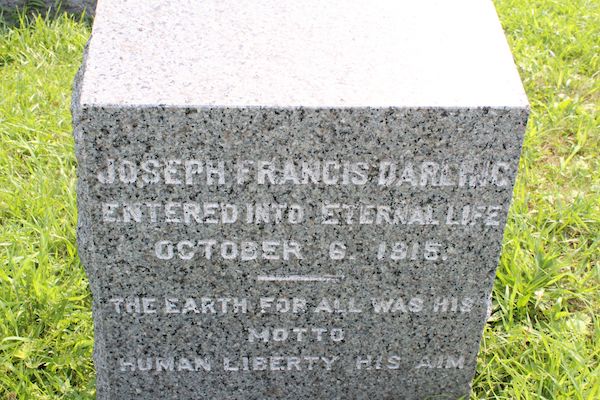 JOSEPH FRANCIS DARLING
ENTERED INTO ETERNAL LIFE
OCTOBER 6. 1915.
THE EARTH FOR ALL WAS HIS
MOTTO
HUMAN LIBERTY HIS AIM